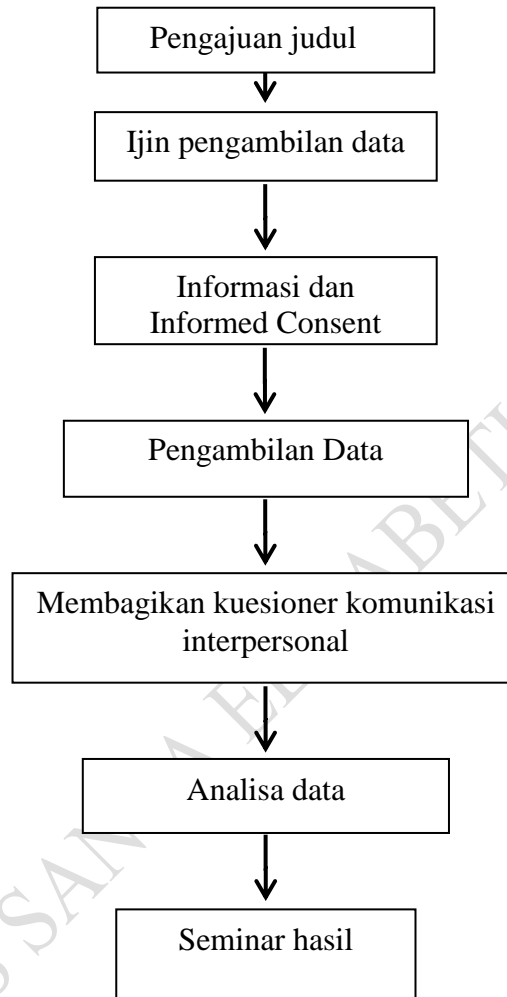 Pengajuan judul
Ijin pengambilan data
Informasi dan
Informed Consent
Pengambilan Data
Membagikan kuesioner komunikasi
interpersonal
Analisa data
Seminar hasil